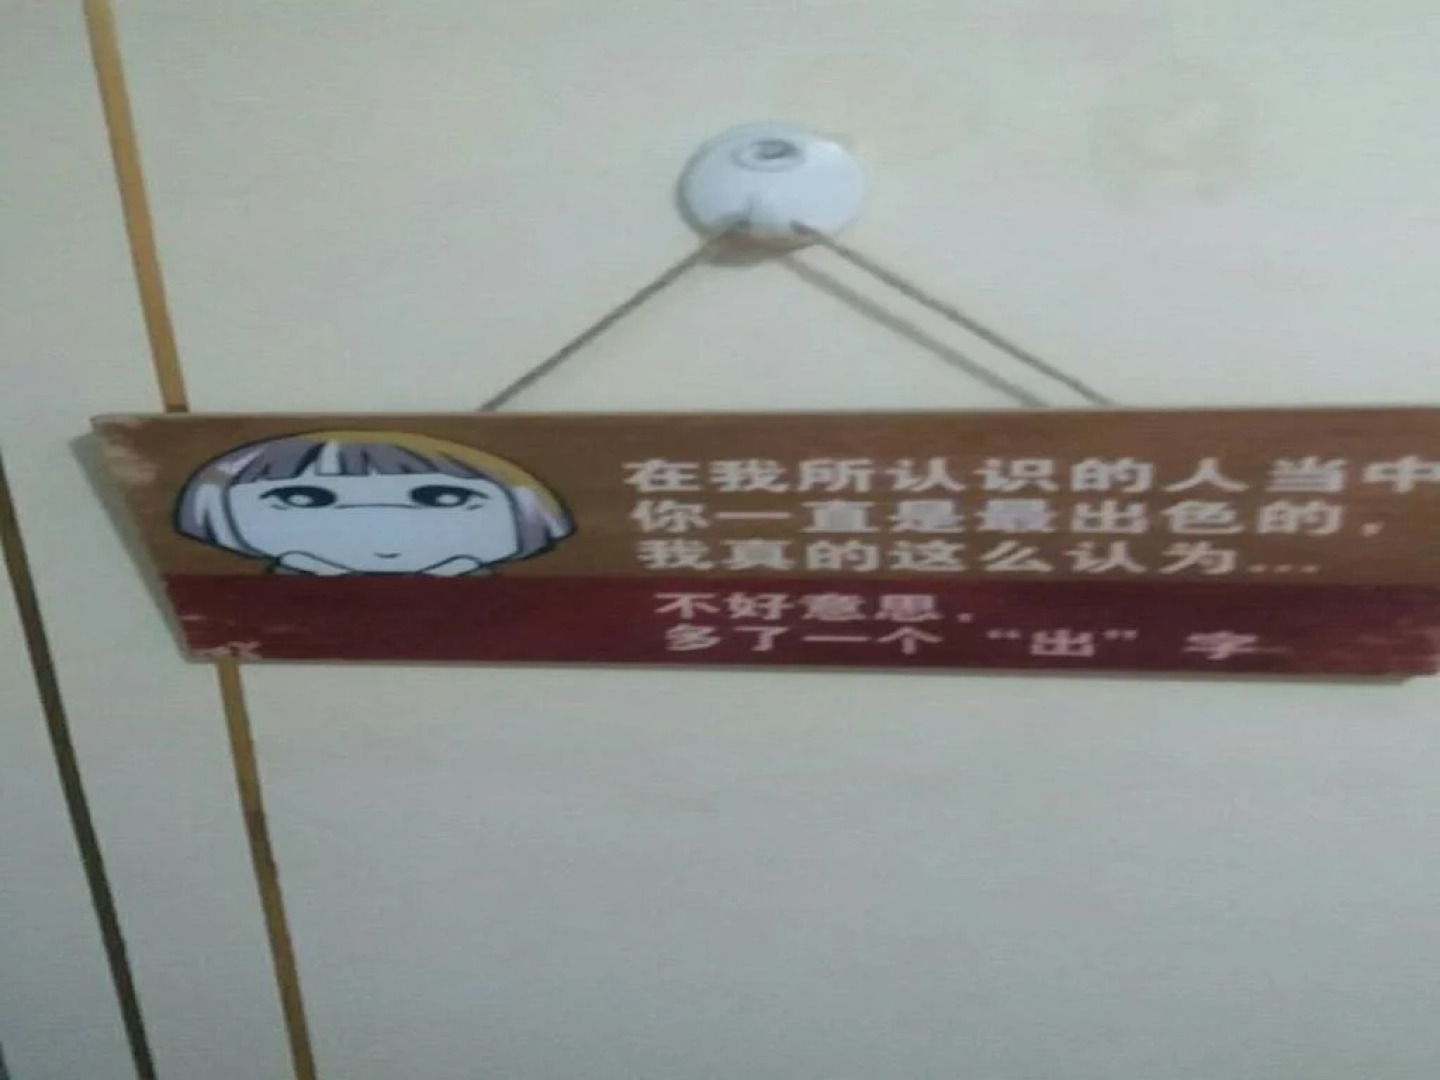 在我所认识的人当中
你一直是最出色的，
我真的这么认为...
不好意思，
多了一个“出”字